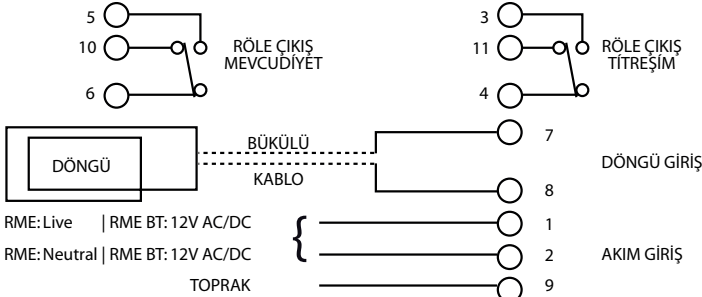 5
10
6
RÖLE ÇIKIŞ
MEVCUDİYET
3
11
4
RÖLE ÇIKIŞ
TİTREŞİM
DÖNGÜ
BÜKÜLÜ
KABLO
7
8
DÖNGÜ GİRİŞ
RME: Live | RME BT: 12V AC/DC
RME: Neutral | RME BT: 12V AC/DC
TOPRAK
{
1
2
9
AKIM GİRİŞ